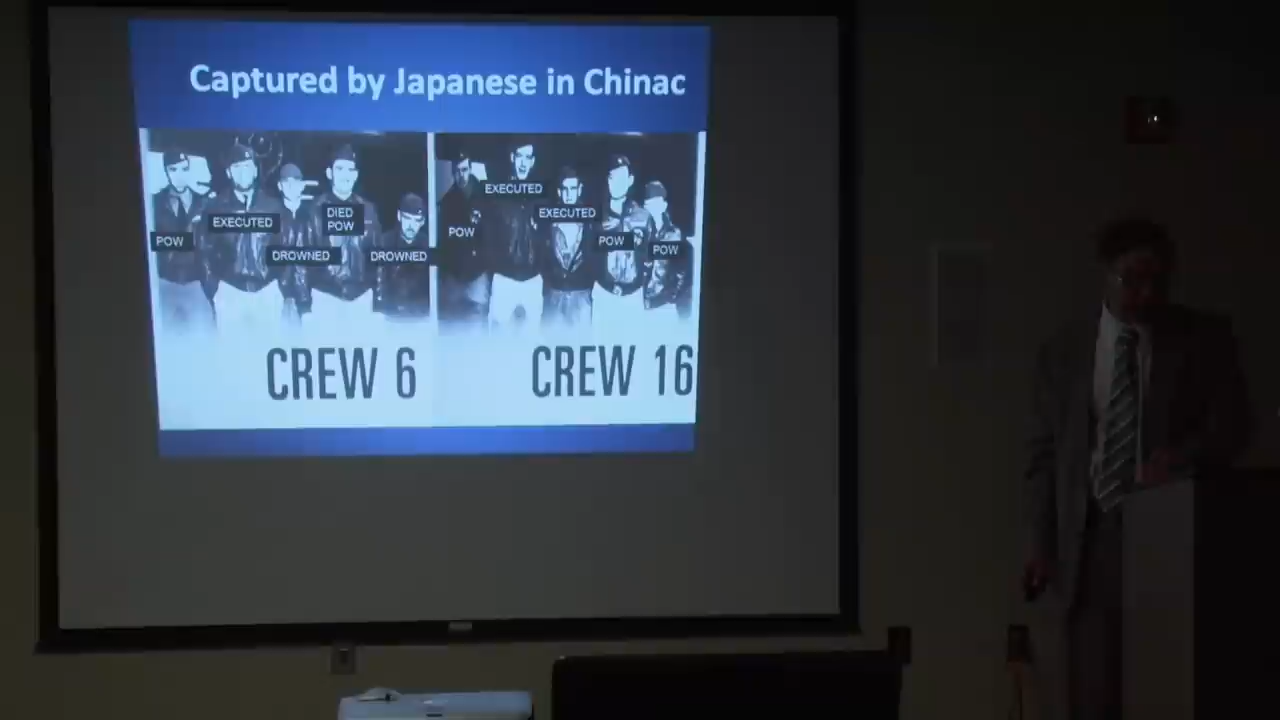 Captured by Japanese in Chinac
POW
EXECUTED
DROWNED
DIED
POW
DROWNED
POW
EXECUTED
EXECUTED
POW
POW
CREW 6
CREW 16